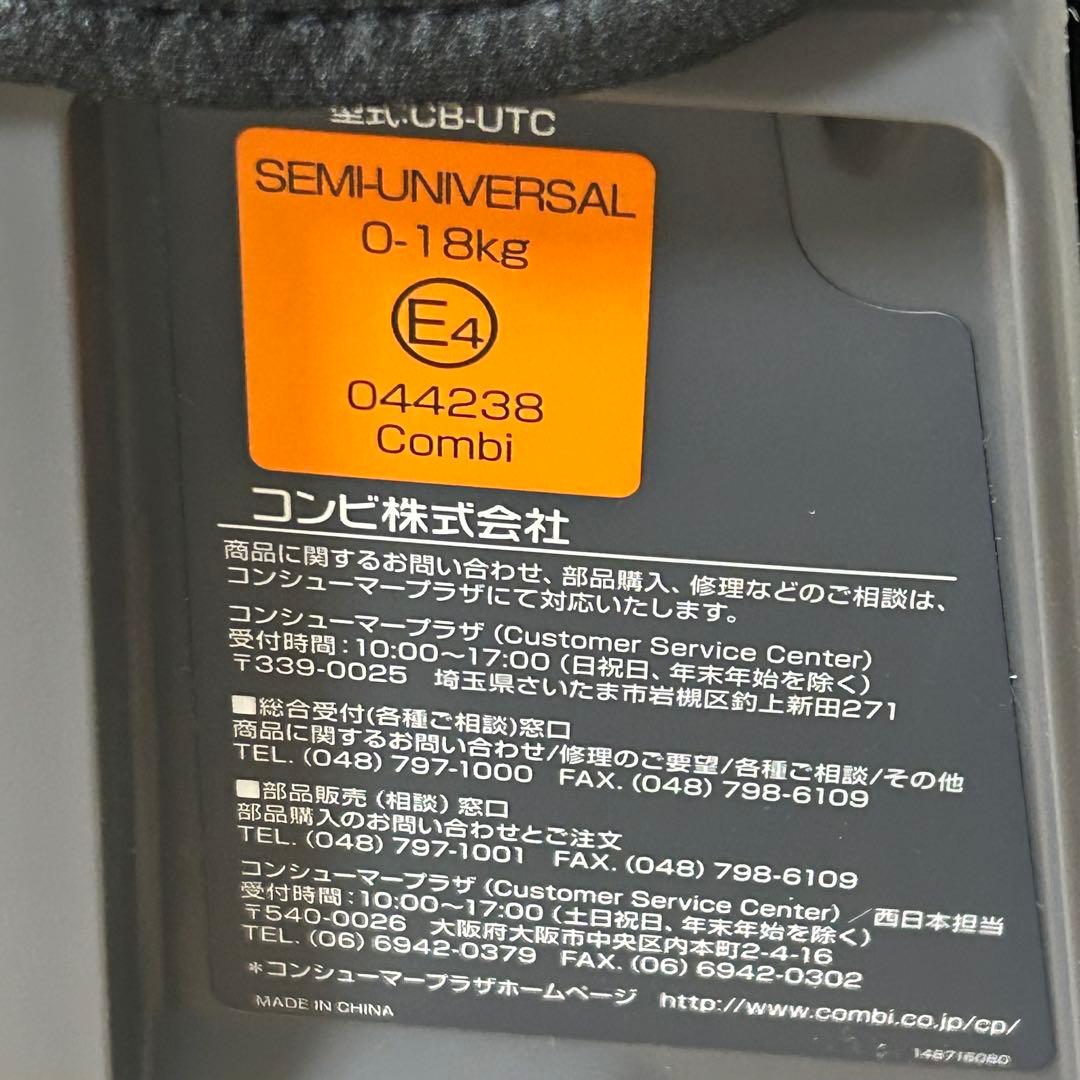 型式:CB-UTC
SEMI-UNIVERSAL
0-18kg
E4
044238
Combi
コンビ株式会社
商品に関するお問い合わせ、部品購入、修理などのご相談は、
コンシューマープラザにて対応いたします。
コンシューマープラザ (Customer Service Center)
受付時間:10:00~17:00 (日祝日、年末年始を除く)
〒339-0025 埼玉県さいたま市岩槻区釣上新田271
■総合受付(各種ご相談)窓口
商品に関するお問い合わせ/修理のご要望/各種ご相談/その他
TEL. (048) 797-1000 FAX. (048) 798-6109
■部品販売 (相談) 窓口
部品購入のお問い合わせとご注文
TEL. (048) 797-1001 FAX. (048) 798-6109
コンシューマープラザ (Customer Service Center) /西日本担当
受付時間:10:00~17:00 (土日祝日、年末年始を除く)
〒540-0026 大阪府大阪市中央区内本町2-4-16
TEL. (06) 6942-0379 FAX. (06) 6942-0302
*コンシューマープラザホームページ http://www.combi.co.jp/cp/
MADE IN CHINA
148716080